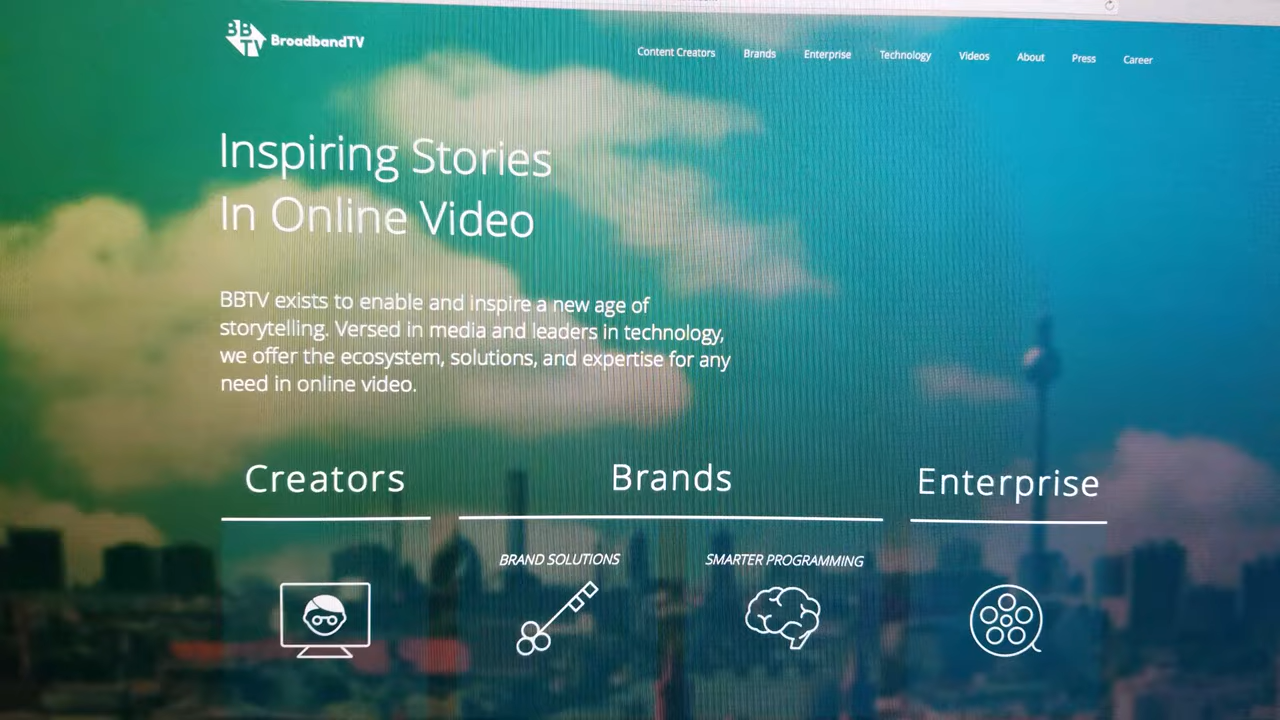 BB
TV
BroadbandTV
Content Creators
Brands
Enterprise
Technology
Videos
About
Press
Career
Inspiring Stories
In Online Video
BBTV exists to enable and inspire a new age of
storytelling. Versed in media and leaders in technology,
we offer the ecosystem, solutions, and expertise for any
need in online video.
Creators
Brands
Enterprise
BRAND SOLUTIONS
SMARTER PROGRAMMING